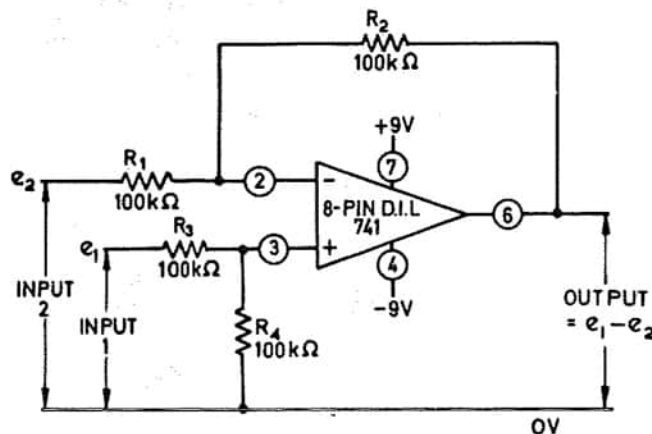 R₂
100kΩ
+9V
7
R₁
e₂
100kΩ
2
−
8-PIN D.I.L
741
6
R₃
e₁
100kΩ
3
+
4
−9V
INPUT
2
INPUT
1
R₄
100kΩ
OUTPUT
= e₁−e₂
0V